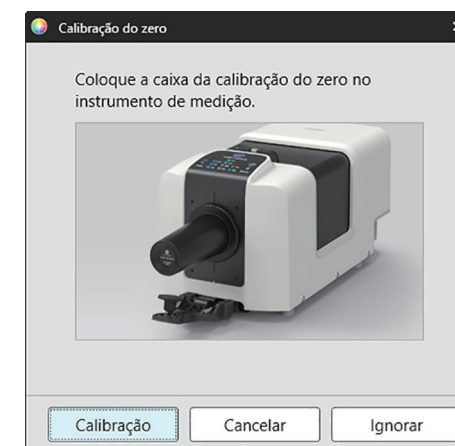 Calibração do zero
Coloque a caixa da calibração do zero no
instrumento de medição.
Calibração
Cancelar
Ignorar